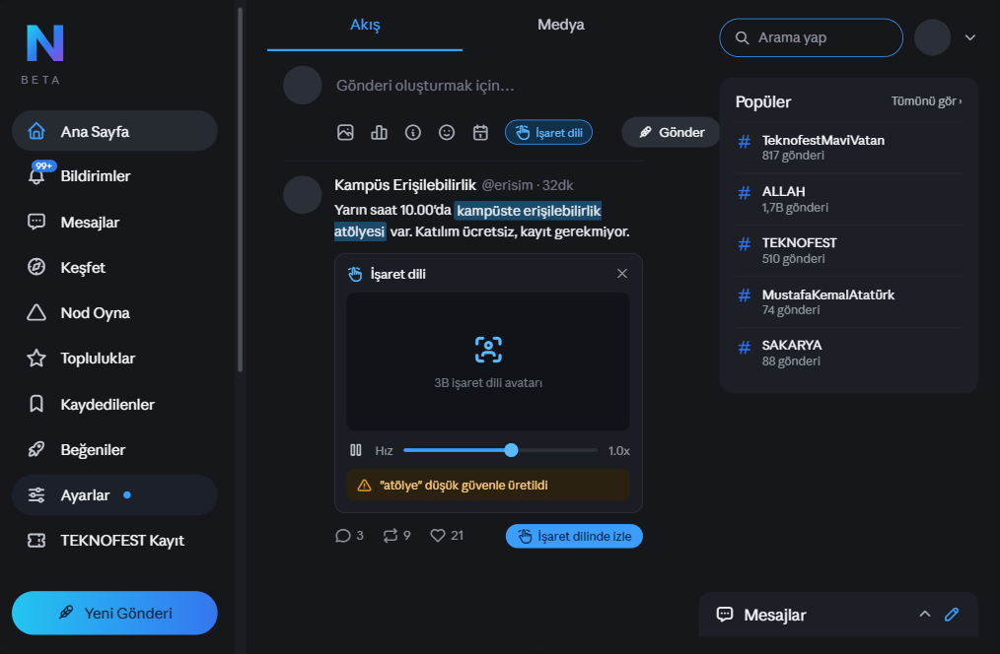 N
BETA
Ana Sayfa
99+
Bildirimler
Mesajlar
Keşfet
Nod Oyna
Topluluklar
Kaydedilenler
Beğeniler
Ayarlar
TEKNOFEST Kayıt
Yeni Gönderi
Akış
Medya
Gönderi oluşturmak için...
İşaret dili
Gönder
Kampüs Erişilebilirlik @erisim · 32dk
Yarın saat 10.00'da kampüste erişilebilirlik
atölyesi var. Katılım ücretsiz, kayıt gerekmiyor.
İşaret dili
3B işaret dili avatarı
Hız
1.0x
"atölye" düşük güvenle üretildi
3
9
21
İşaret dilinde izle
Arama yap
Popüler
Tümünü gör ›
# TeknofestMaviVatan
817 gönderi
# ALLAH
1,7B gönderi
# TEKNOFEST
510 gönderi
# MustafaKemalAtatürk
74 gönderi
# SAKARYA
88 gönderi
Mesajlar